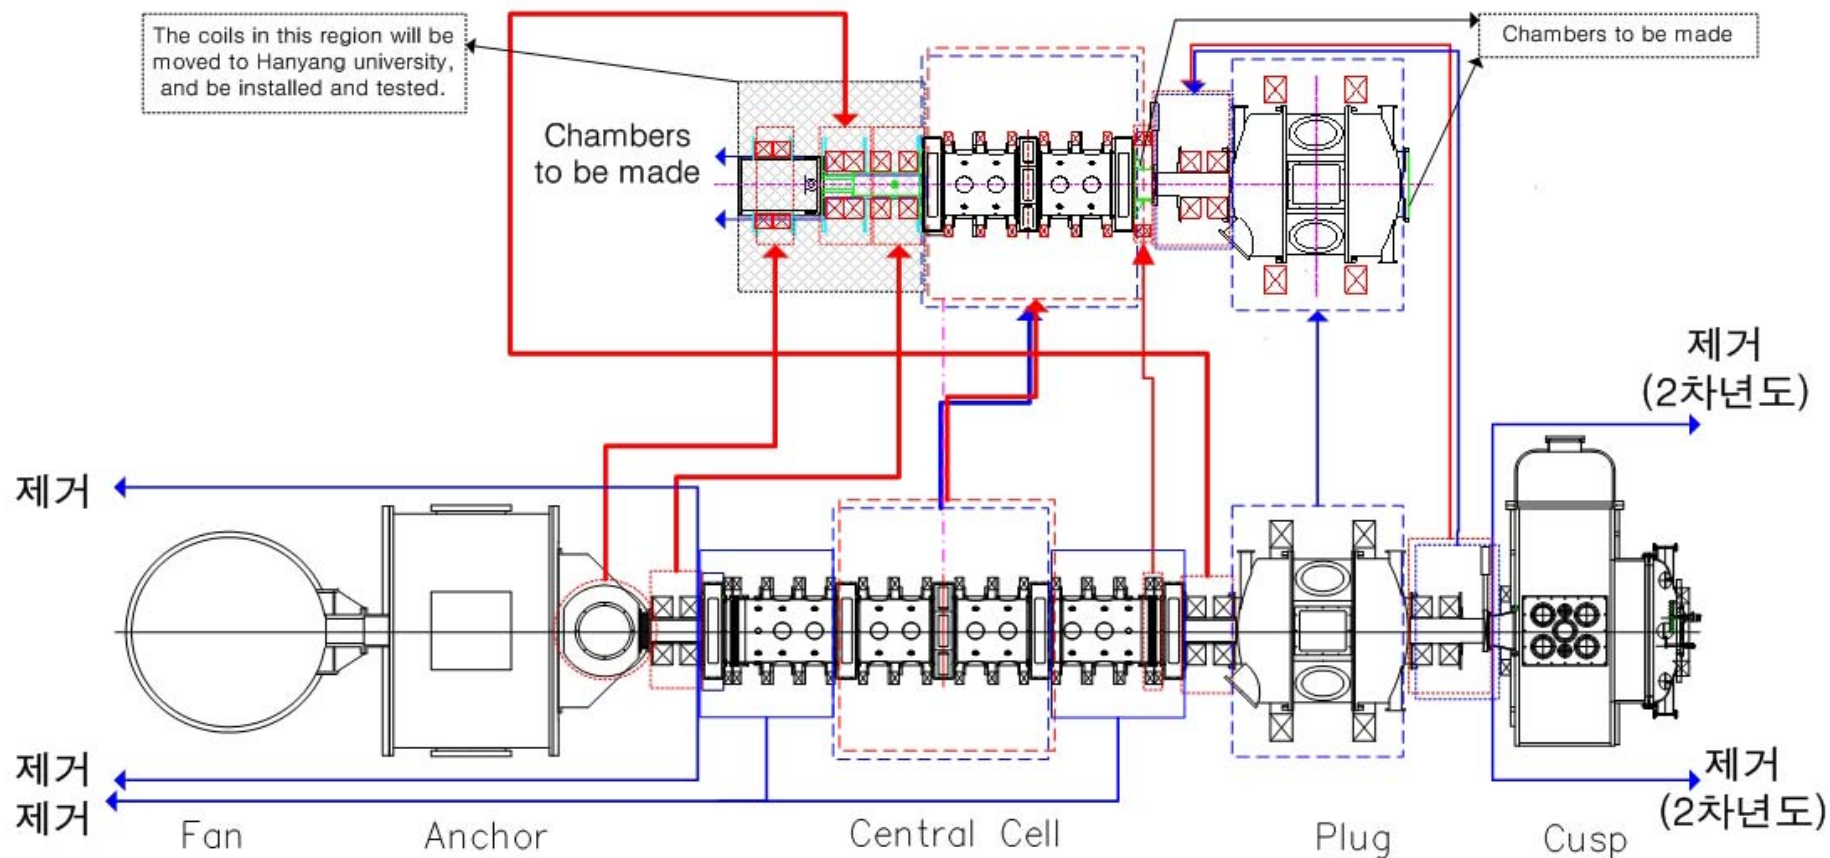 The coils in this region will be
moved to Hanyang university,
and be installed and tested.
Chambers to be made
Chambers
to be made
제거
(2차년도)
제거
제거
제거
제거
(2차년도)
Fan
Anchor
Central Cell
Plug
Cusp